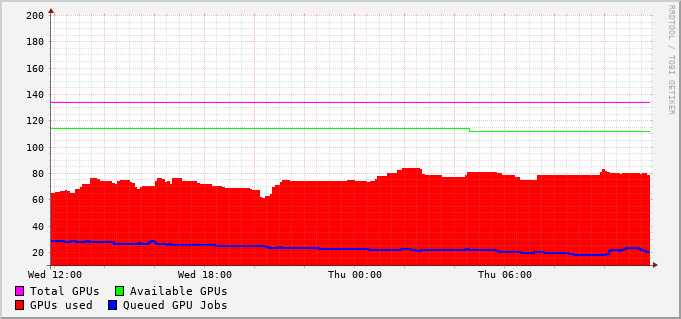 200
180
160
140
120
100
80
60
40
20
Wed 12:00 Wed 18:00 Thu 00:00 Thu 06:00
Total GPUs Available GPUs
GPUs used Queued GPU Jobs
RRDTOOL / TOBI OETIKER